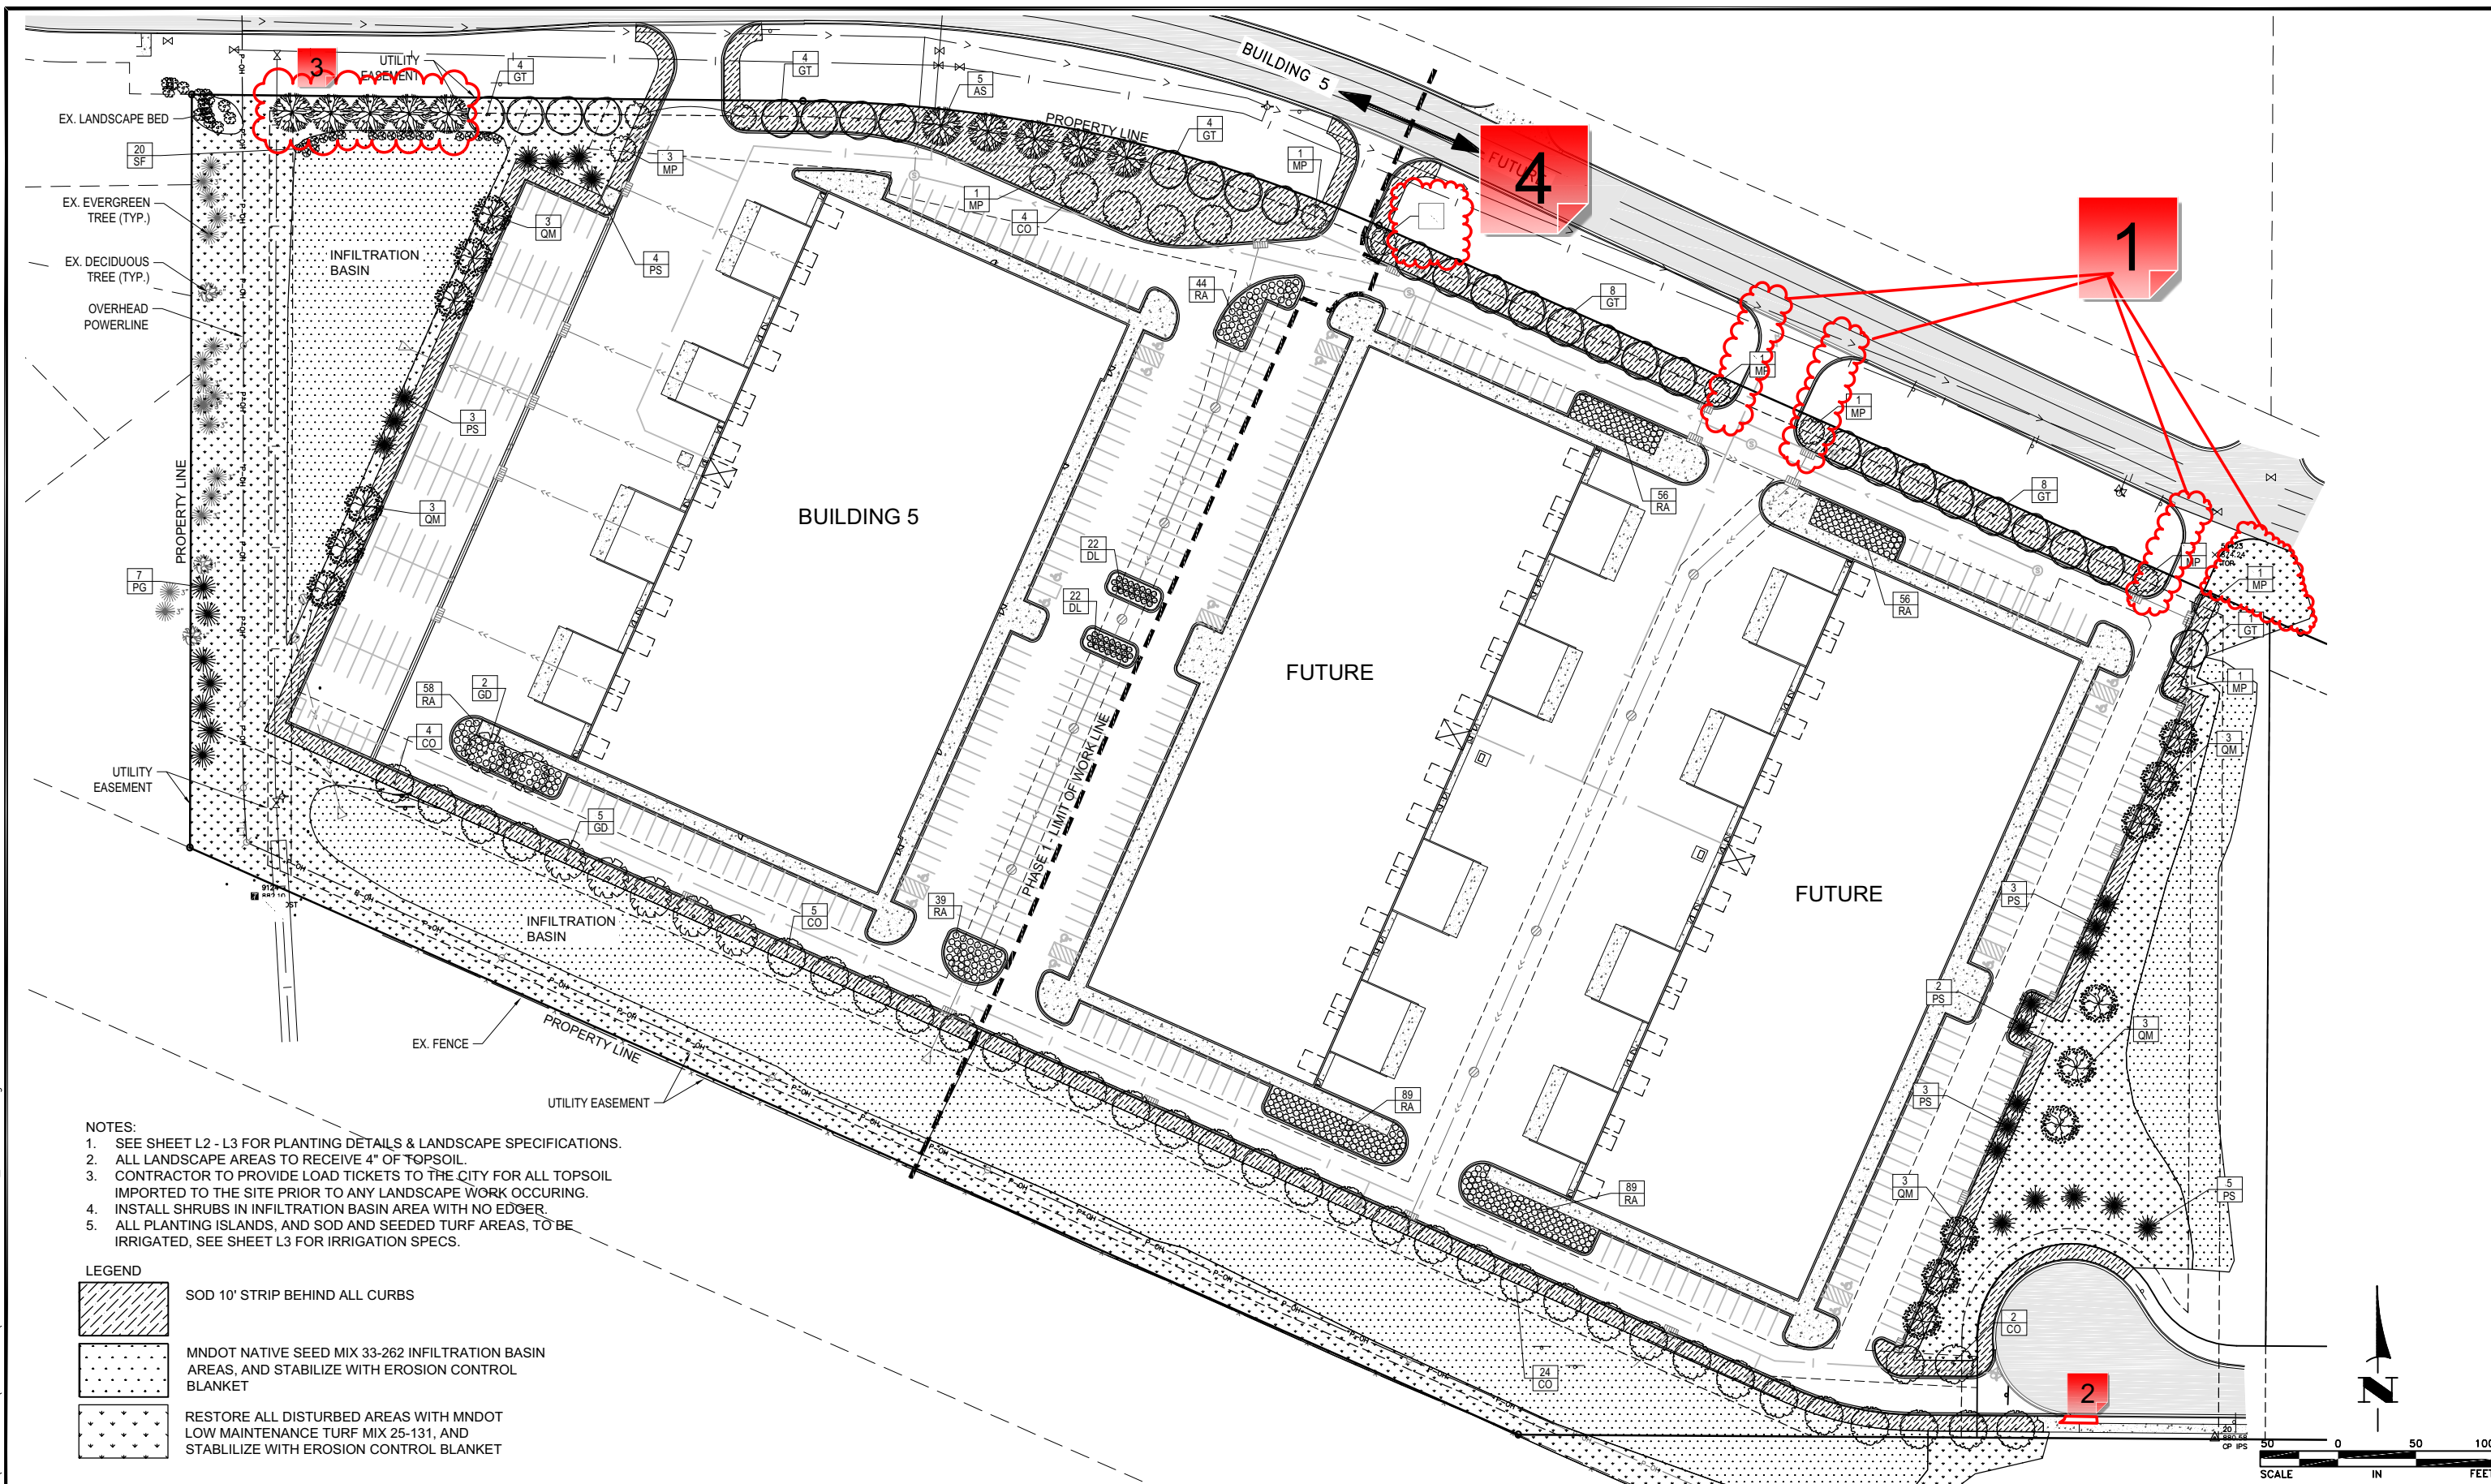 3
UTILITY
EASEMENT
4
GT
4
GT
5
AS
BUILDING 5
FUTURE
4
1
EX. LANDSCAPE BED
20
SF
PROPERTY LINE
4
GT
3
MP
1
MP
1
MP
4
CO
EX. EVERGREEN
TREE (TYP.)
3
QM
INFILTRATION
BASIN
4
PS
EX. DECIDUOUS
TREE (TYP.)
OVERHEAD
POWERLINE
44
RA
8
GT
1
MP
1
MP
3
PS
PROPERTY LINE
56
RA
8
GT
3
QM
BUILDING 5
22
DL
22
DL
56
RA
MP
1
MP
1
GT
7
PG
1
MP
FUTURE
58
RA
2
GD
4
CO
3
QM
UTILITY
EASEMENT
PHASE 1 - LIMIT OF WORK LINE
5
GD
FUTURE
3
PS
39
RA
5
CO
INFILTRATION
BASIN
2
PS
3
QM
EX. FENCE
PROPERTY LINE
UTILITY EASEMENT
89
RA
3
PS
89
RA
3
QM
5
PS
NOTES:
1. SEE SHEET L2 - L3 FOR PLANTING DETAILS & LANDSCAPE SPECIFICATIONS.
2. ALL LANDSCAPE AREAS TO RECEIVE 4" OF TOPSOIL.
3. CONTRACTOR TO PROVIDE LOAD TICKETS TO THE CITY FOR ALL TOPSOIL
IMPORTED TO THE SITE PRIOR TO ANY LANDSCAPE WORK OCCURING.
4. INSTALL SHRUBS IN INFILTRATION BASIN AREA WITH NO EDGER.
5. ALL PLANTING ISLANDS, AND SOD AND SEEDED TURF AREAS, TO BE
IRRIGATED, SEE SHEET L3 FOR IRRIGATION SPECS.
LEGEND
SOD 10' STRIP BEHIND ALL CURBS
MNDOT NATIVE SEED MIX 33-262 INFILTRATION BASIN
AREAS, AND STABILIZE WITH EROSION CONTROL
BLANKET
RESTORE ALL DISTURBED AREAS WITH MNDOT
LOW MAINTENANCE TURF MIX 25-131, AND
STABLILIZE WITH EROSION CONTROL BLANKET
2
CO
24
CO
2
N
50 0 50 100
SCALE IN FEET